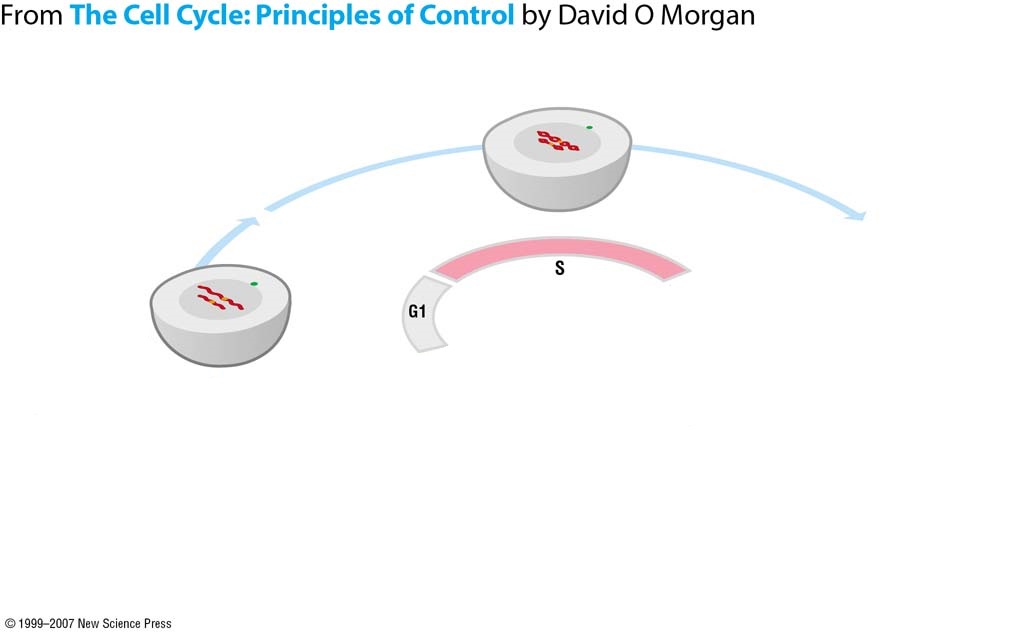 From The Cell Cycle: Principles of Control by David O Morgan
S
G1
© 1999–2007 New Science Press